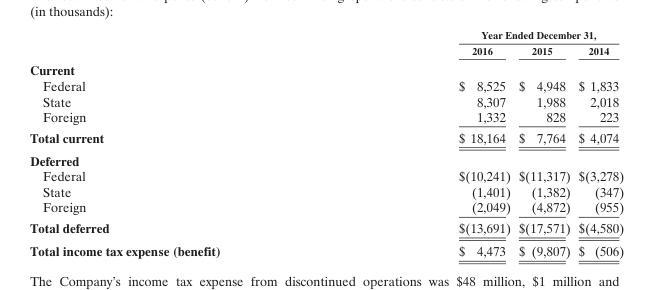 (in thousands):
Year Ended December 31,
2016 2015 2014
Current
Federal $ 8,525 $ 4,948 $ 1,833
State 8,307 1,988 2,018
Foreign 1,332 828 223
Total current $ 18,164 $ 7,764 $ 4,074
Deferred
Federal $(10,241) $(11,317) $(3,278)
State (1,401) (1,382) (347)
Foreign (2,049) (4,872) (955)
Total deferred $(13,691) $(17,571) $(4,580)
Total income tax expense (benefit) $ 4,473 $ (9,807) $ (506)
The Company's income tax expense from discontinued operations was $48 million, $1 million and